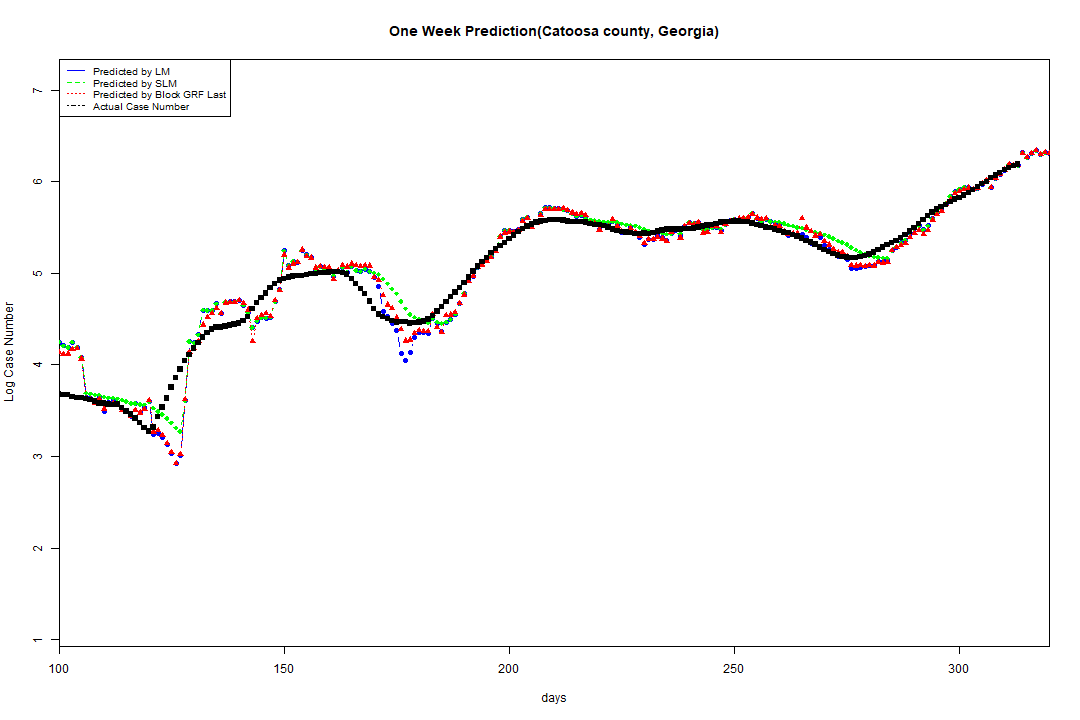 One Week Prediction(Catoosa county, Georgia)
Predicted by LM
Predicted by SLM
Predicted by Block GRF Last
Actual Case Number
7
6
5
4
3
2
1
Log Case Number
100 150 200 250 300
days